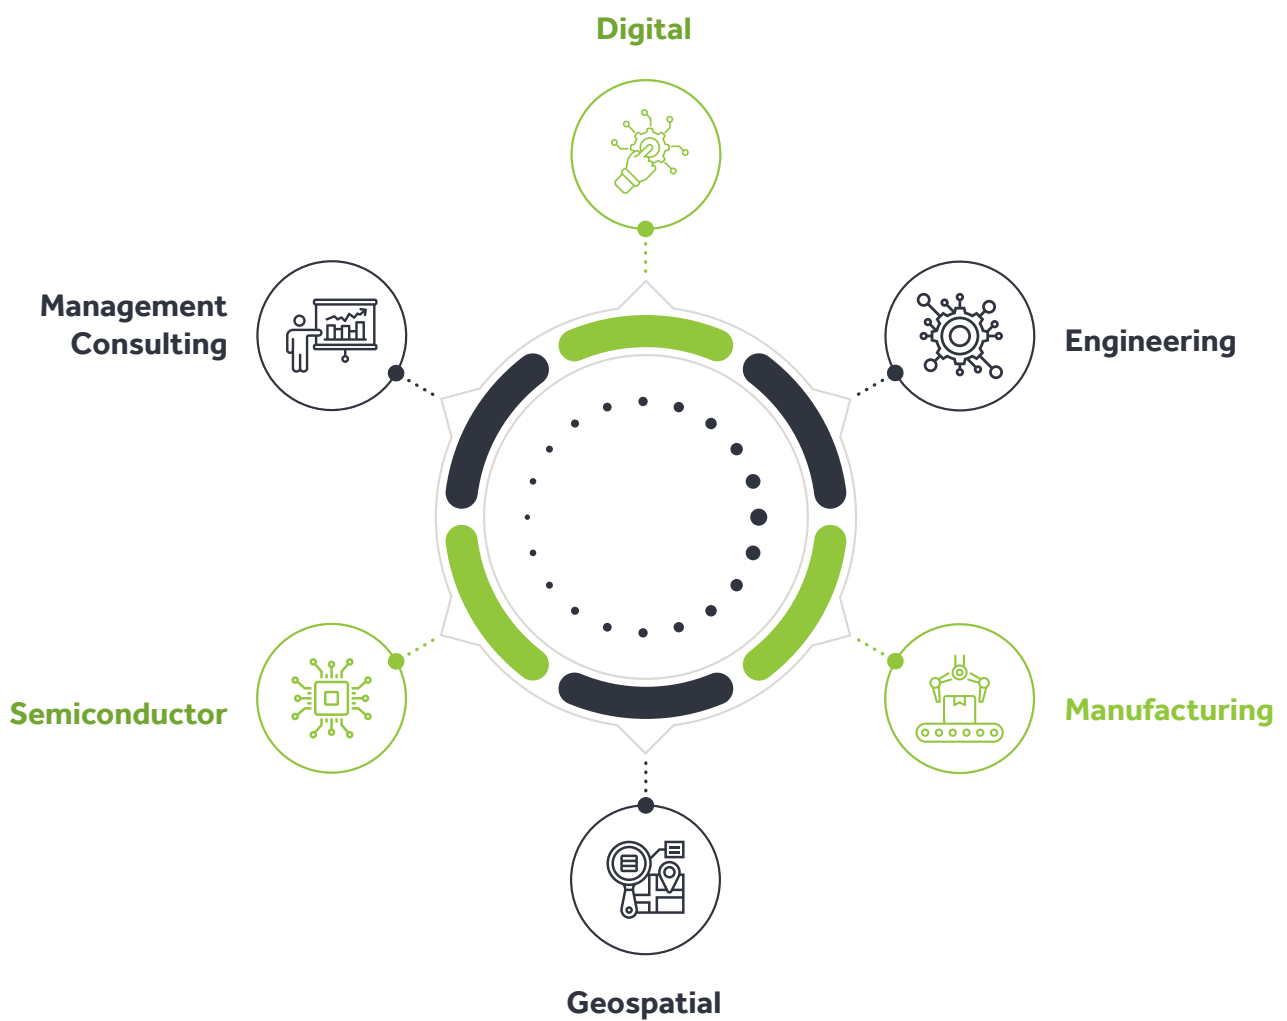 Digital
Management
Consulting
Engineering
Semiconductor
Manufacturing
Geospatial